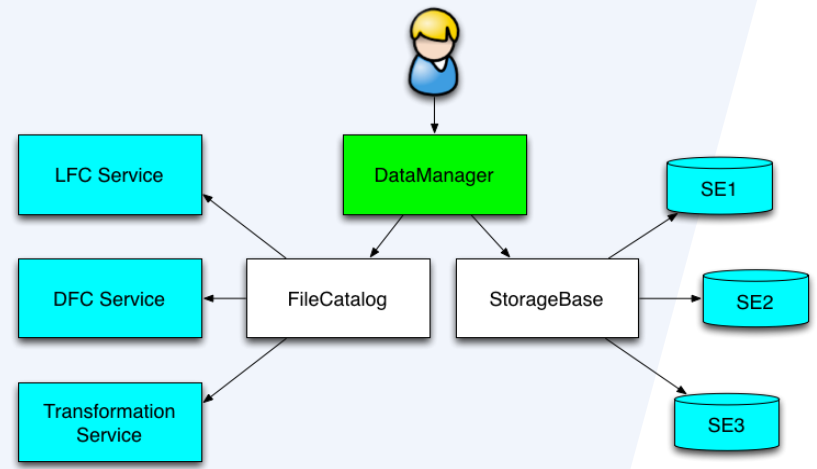 LFC Service
DataManager
SE1
DFC Service
FileCatalog
StorageBase
SE2
Transformation
Service
SE3